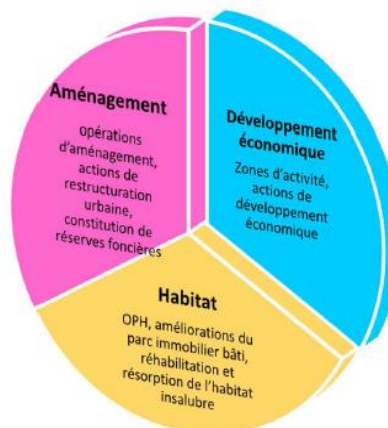 Aménagement
opérations
d'aménagement,
actions de
restructuration
urbaine,
constitution de
réserves foncières
Développement
économique
Zones d'activité,
actions de
développement
économique
Habitat
OPH, améliorations du
parc immobilier bâti,
réhabilitation et
résorption de l'habitat
insalubre